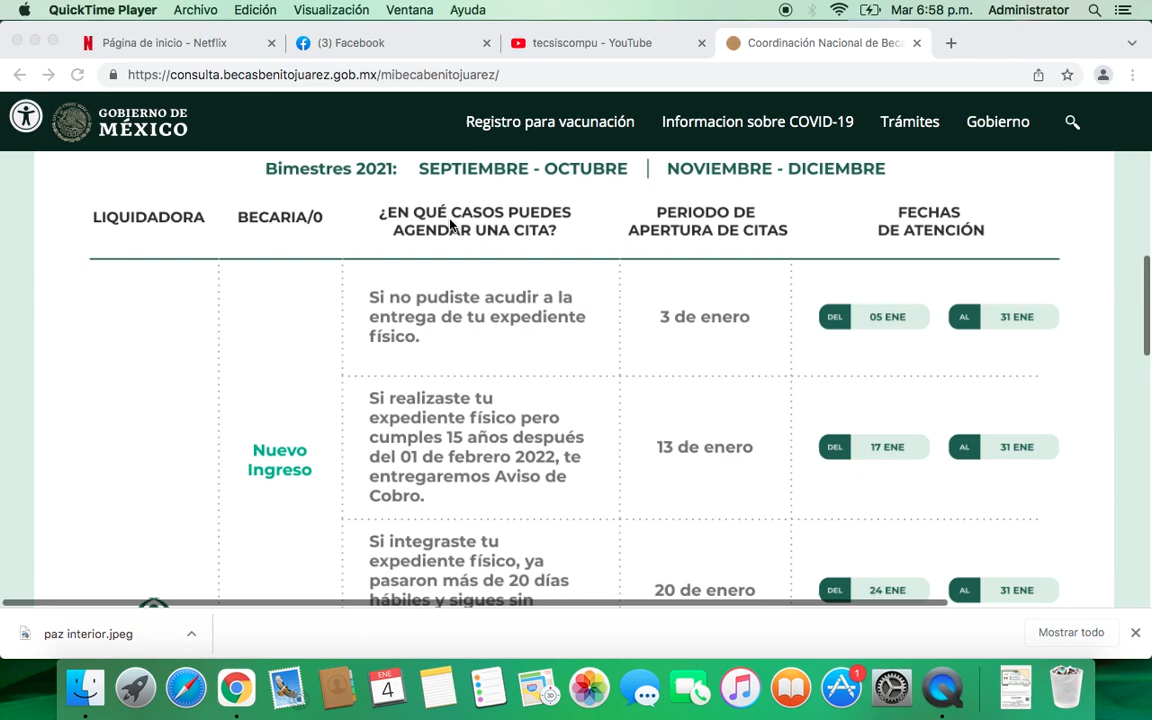 QuickTime Player Archivo Edición Visualización Ventana Ayuda Mar 6:58 p.m. Administrator
Página de inicio - Netflix (3) Facebook tecsiscompu - YouTube Coordinación Nacional de Beca
https://consulta.becasbenitojuarez.gob.mx/mibecabenitojuarez/
GOBIERNO DE
MÉXICO
Registro para vacunación Informacion sobre COVID-19 Trámites Gobierno
Bimestres 2021: SEPTIEMBRE - OCTUBRE | NOVIEMBRE - DICIEMBRE
LIQUIDADORA
BECARIA/0
¿EN QUÉ CASOS PUEDES
AGENDAR UNA CITA?
PERIODO DE
APERTURA DE CITAS
FECHAS
DE ATENCIÓN
Nuevo
Ingreso
Si no pudiste acudir a la
entrega de tu expediente
físico.
3 de enero
DEL 05 ENE AL 31 ENE
Si realizaste tu
expediente físico pero
cumples 15 años después
del 01 de febrero 2022, te
entregaremos Aviso de
Cobro.
13 de enero
DEL 17 ENE AL 31 ENE
Si integraste tu
expediente físico, ya
pasaron más de 20 días
hábiles y sigues sin
20 de enero
DEL 24 ENE AL 31 ENE
paz interior.jpeg
Mostrar todo
ENE
4
3D
1